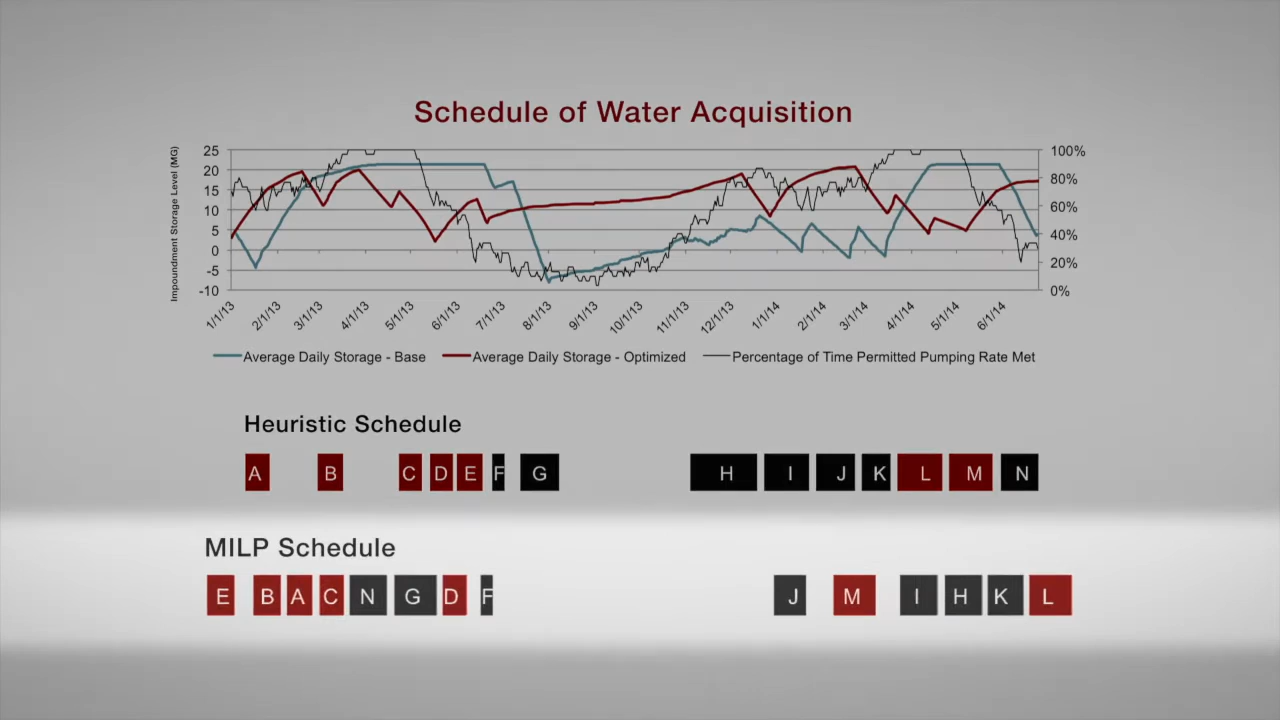 Schedule of Water Acquisition
Impoundment Storage Level (MG)
25
20
15
10
5
0
-5
-10
100%
80%
60%
40%
20%
0%
1/1/13 2/1/13 3/1/13 4/1/13 5/1/13 6/1/13 7/1/13 8/1/13 9/1/13 10/1/13 11/1/13 12/1/13 1/1/14 2/1/14 3/1/14 4/1/14 5/1/14 6/1/14
Average Daily Storage - Base Average Daily Storage - Optimized Percentage of Time Permitted Pumping Rate Met
Heuristic Schedule
A B C D E F G H I J K L M N
MILP Schedule
E B A C N G D F J M I H K L